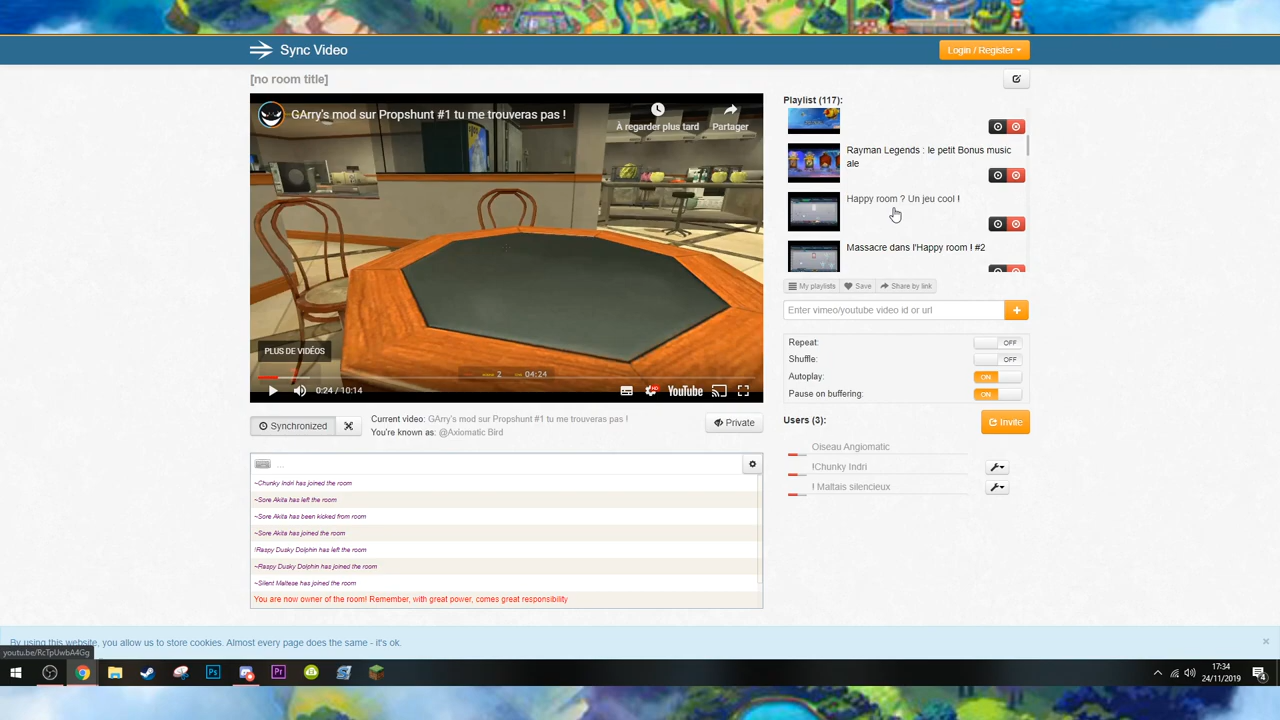 Sync Video
Login / Register
[no room title]
GArry's mod sur Propshunt #1 tu me trouveras pas !
À regarder plus tard
Partager
PLUS DE VIDÉOS
2
04:24
0:24 / 10:14
HD
YouTube
Synchronized
Current video: GArry's mod sur Propshunt #1 tu me trouveras pas !
You're known as: @Axiomatic Bird
Private
...
~Chunky Indri has joined the room
~Sore Akita has left the room
~Sore Akita has been kicked from room
~Sore Akita has joined the room
!Raspy Dusky Dolphin has left the room
~Raspy Dusky Dolphin has joined the room
~Silent Maltese has joined the room
You are now owner of the room! Remember, with great power, comes great responsibility
Playlist (117):
Rayman Legends : le petit Bonus music
ale
Happy room ? Un jeu cool !
Massacre dans l'Happy room ! #2
My playlists
Save
Share by link
Enter vimeo/youtube video id or url
+
Repeat:
OFF
Shuffle:
OFF
Autoplay:
ON
Pause on buffering:
ON
Users (3):
Invite
Oiseau Angiomatic
!Chunky Indri
! Maltais silencieux
By using this website, you allow us to store cookies. Almost every page does the same - it's ok.
×
youtu.be/RcTpUwbA4Gg
Ps
Pr
17:34
24/11/2019
4